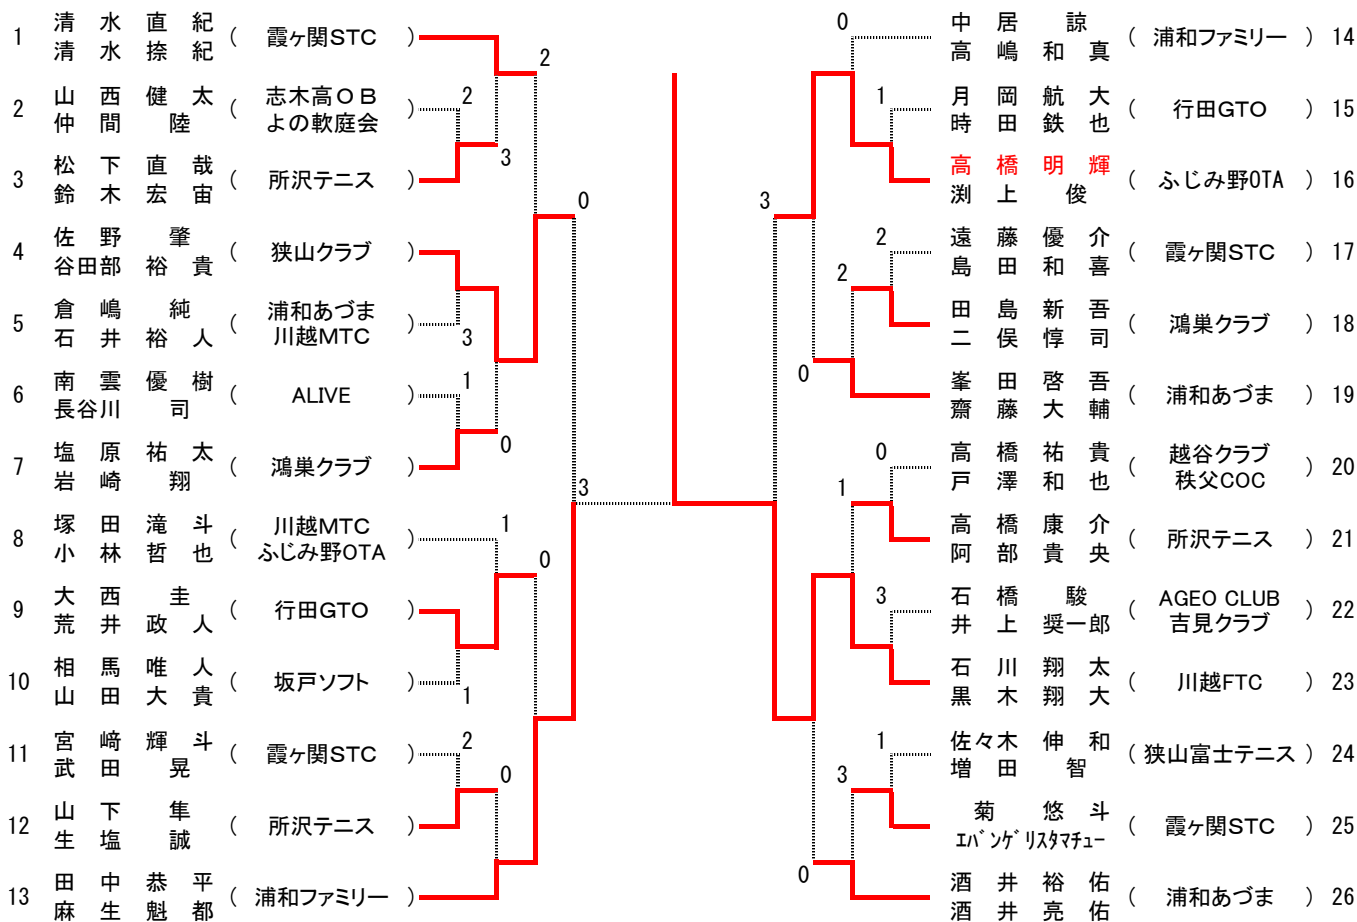 1 清水直紀 ( 霞ヶ関STC )
清水捺紀
2 山西健太 ( 志木高OB )
仲間陸 よの軟庭会
3 松下直哉 ( 所沢テニス )
鈴木宏宙
4 佐野肇 ( 狭山クラブ )
谷田部裕貴
5 倉嶋純 ( 浦和あづま )
石井裕人 川越MTC
6 南雲優樹 ( ALIVE )
長谷川司
7 塩原祐太 ( 鴻巣クラブ )
岩崎翔
8 塚田滝斗 ( 川越MTC )
小林哲也 ふじみ野OTA
9 大西圭 ( 行田GTO )
荒井政人
10 相馬唯人 ( 坂戸ソフト )
山田大貴
11 宮﨑輝斗 ( 霞ヶ関STC )
武田晃
12 山下隼 ( 所沢テニス )
生塩誠
13 田中恭平 ( 浦和ファミリー )
麻生魁都
2
2
3
0
3
1
0
3
1
0
1
2
0
0
3
1
2
2
0
0
1
3
1
3
0
中居諒 ( 浦和ファミリー ) 14
高嶋和真
月岡航大 ( 行田GTO ) 15
時田鉄也
高橋明輝 ( ふじみ野OTA ) 16
渕上俊
遠藤優介 ( 霞ヶ関STC ) 17
島田和喜
田島新吾 ( 鴻巣クラブ ) 18
二俣惇司
峯田啓吾 ( 浦和あづま ) 19
齋藤大輔
高橋祐貴 ( 越谷クラブ ) 20
戸澤和也 秩父COC
高橋康介 ( 所沢テニス ) 21
阿部貴央
石橋駿 ( AGEO CLUB ) 22
井上奨一郎 吉見クラブ
石川翔太 ( 川越FTC ) 23
黒木翔大
佐々木伸和 ( 狭山富士テニス ) 24
増田智
菊悠斗 ( 霞ヶ関STC ) 25
エバンゲリスタマチュー
酒井裕佑 ( 浦和あづま ) 26
酒井亮佑